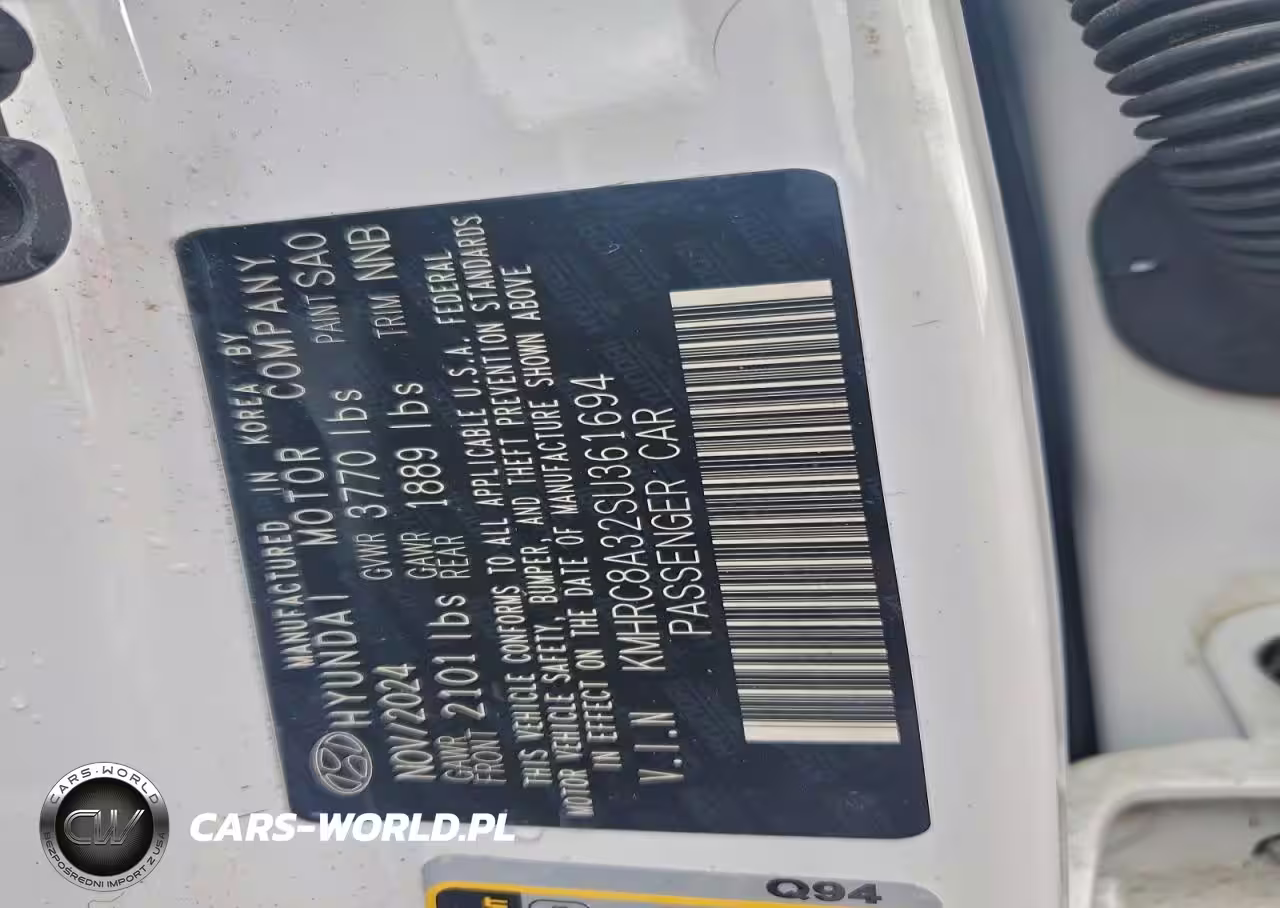 MANUFACTURED IN KOREA BY
HYUNDAI MOTOR COMPANY
NOV/2024 GVWR 3770 lbs PAINT SAO
GAWR FRONT 2101 lbs GAWR REAR 1889 lbs TRIM NNB
THIS VEHICLE CONFORMS TO ALL APPLICABLE U.S.A. FEDERAL
MOTOR VEHICLE SAFETY, BUMPER, AND THEFT PREVENTION STANDARDS
IN EFFECT ON THE DATE OF MANUFACTURE SHOWN ABOVE
V.I.N KMHRC8A32SU361694
PASSENGER CAR
Q94
CARS-WORLD
CW
BEZPOŚREDNI IMPORT Z USA
CARS-WORLD.PL